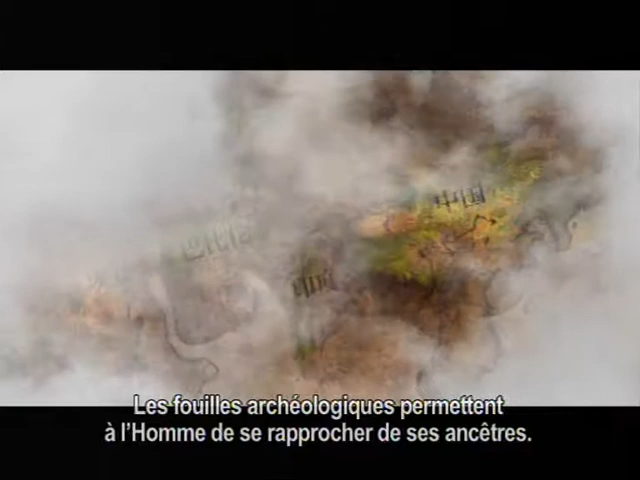 Les fouilles archéologiques permettent
à l'Homme de se rapprocher de ses ancêtres.